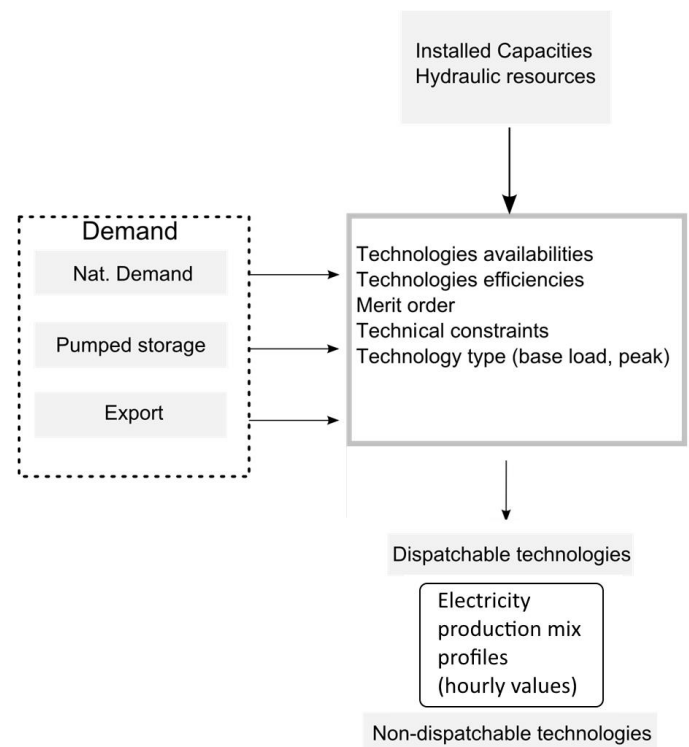 Installed Capacities
Hydraulic resources
Demand
Nat. Demand
Pumped storage
Export
Technologies availabilities
Technologies efficiencies
Merit order
Technical constraints
Technology type (base load, peak)
Dispatchable technologies
Electricity
production mix
profiles
(hourly values)
Non-dispatchable technologies